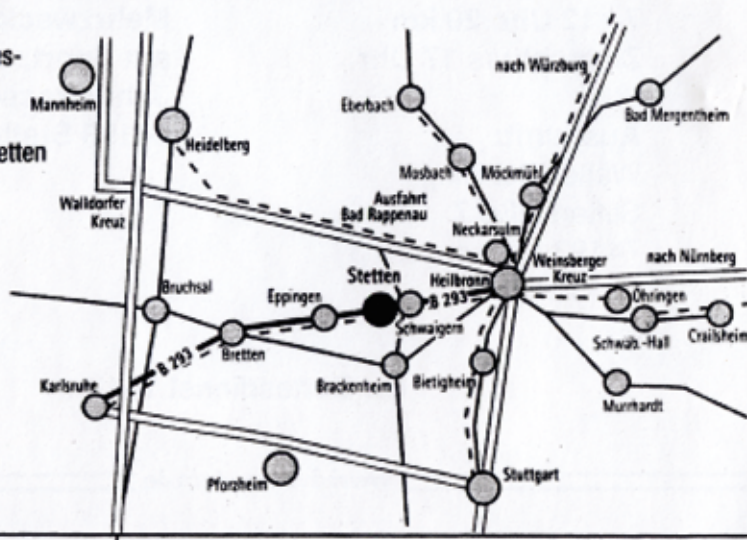 es-
etten
nach Würzburg
Mannheim
Eberbach
Bad Mergentheim
Heidelberg
Mosbach
Möckmühl
Walldorfer
Kreuz
Ausfahrt
Bad Rappenau
Neckarsulm
Weinsberger
Kreuz
nach Nürnberg
Stetten
Heilbronn
Bruchsal
Eppingen
B 293
Öhringen
Schwaigern
Schwäb.-Hall
Crailsheim
Bretten
B 293
Karlsruhe
Brackenheim
Bietigheim
Murrhardt
Pforzheim
Stuttgart